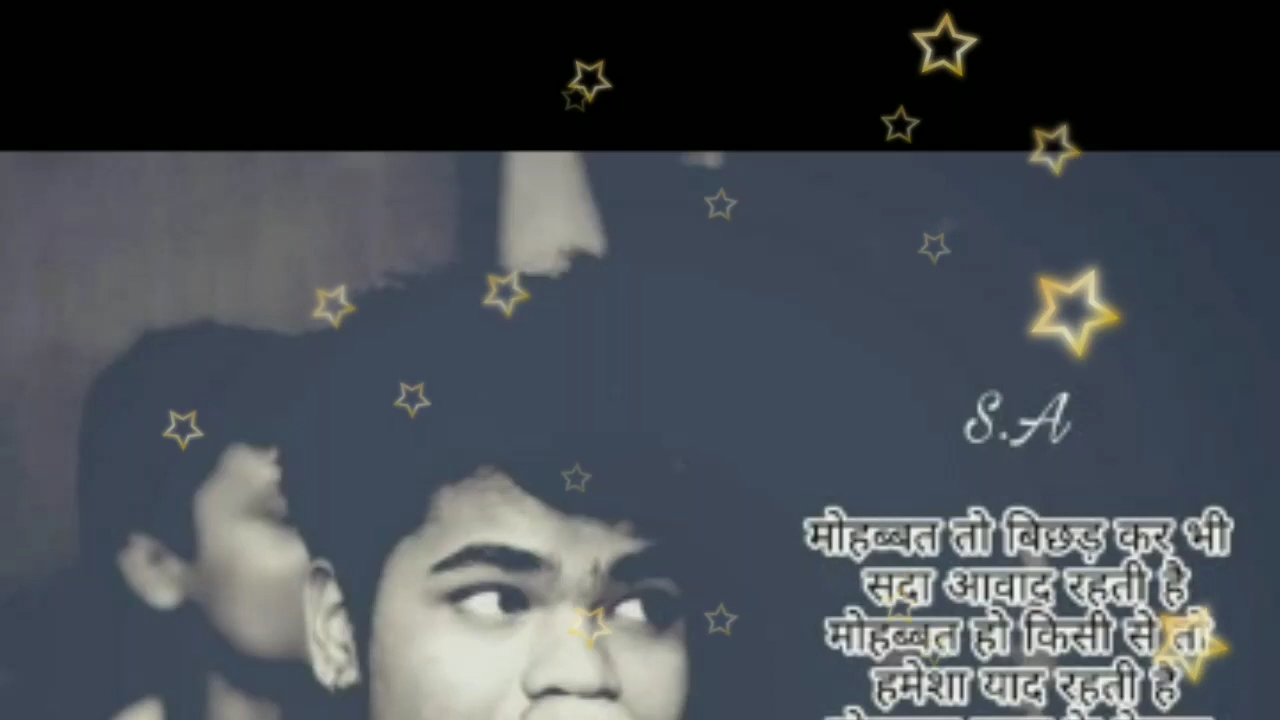 S.A
मोहब्बत तो बिछड़ कर भी
सदा आवाद रहती है
मोहब्बत हो किसी से तो
हमेशा याद रहती है